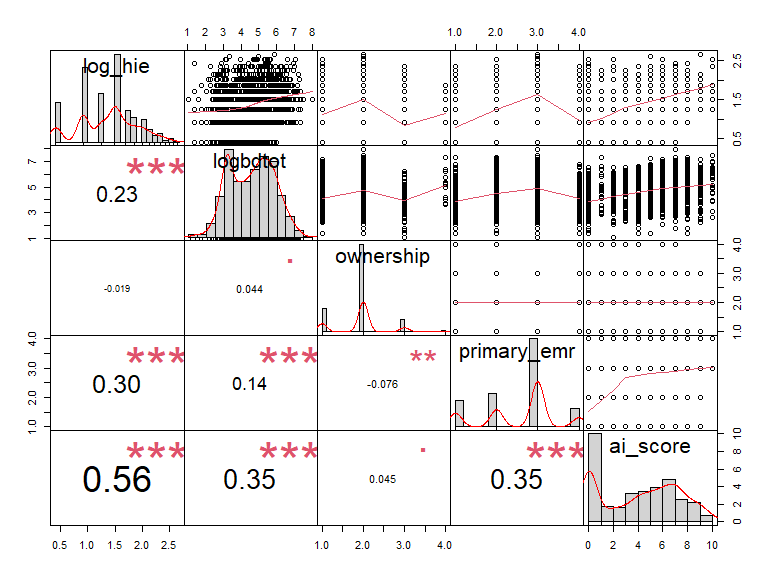 1 2 3 4 5 6 7 8 1.0 2.0 3.0 4.0
log_hie 0.5 1.5 2.5
1 3 5 7 0.23 *** logbdtot
-0.019 0.044 . ownership 1.0 2.0 3.0 4.0
1.0 2.0 3.0 4.0 0.30 *** 0.14 *** -0.076 ** primary_emr
0.56 *** 0.35 *** 0.045 . 0.35 *** ai_score 0 2 4 6 8 10
0.5 1.0 1.5 2.0 2.5 1.0 2.0 3.0 4.0 0 2 4 6 8 10